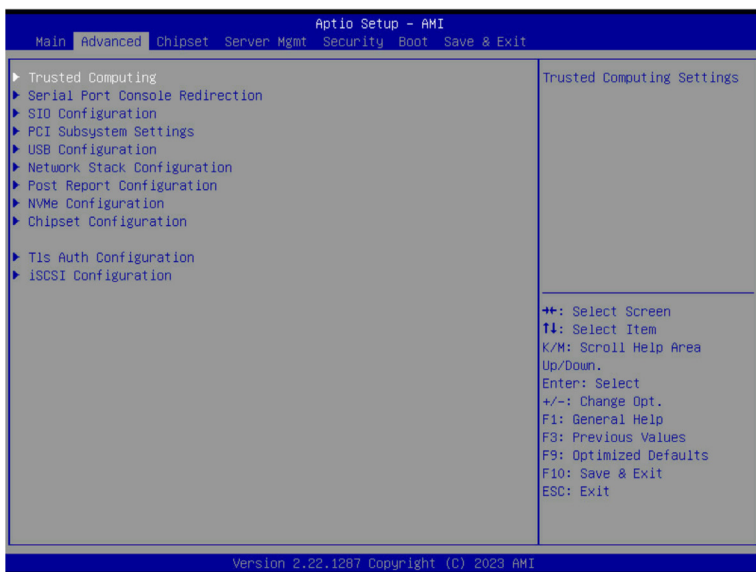 Aptio Setup – AMI
Main Advanced Chipset Server Mgmt Security Boot Save & Exit
Trusted Computing
Serial Port Console Redirection
SIO Configuration
PCI Subsystem Settings
USB Configuration
Network Stack Configuration
Post Report Configuration
NVMe Configuration
Chipset Configuration
Tls Auth Configuration
iSCSI Configuration
Trusted Computing Settings
→←: Select Screen
↑↓: Select Item
K/M: Scroll Help Area
Up/Down.
Enter: Select
+/-: Change Opt.
F1: General Help
F3: Previous Values
F9: Optimized Defaults
F10: Save & Exit
ESC: Exit
Version 2.22.1287 Copyright (C) 2023 AMI